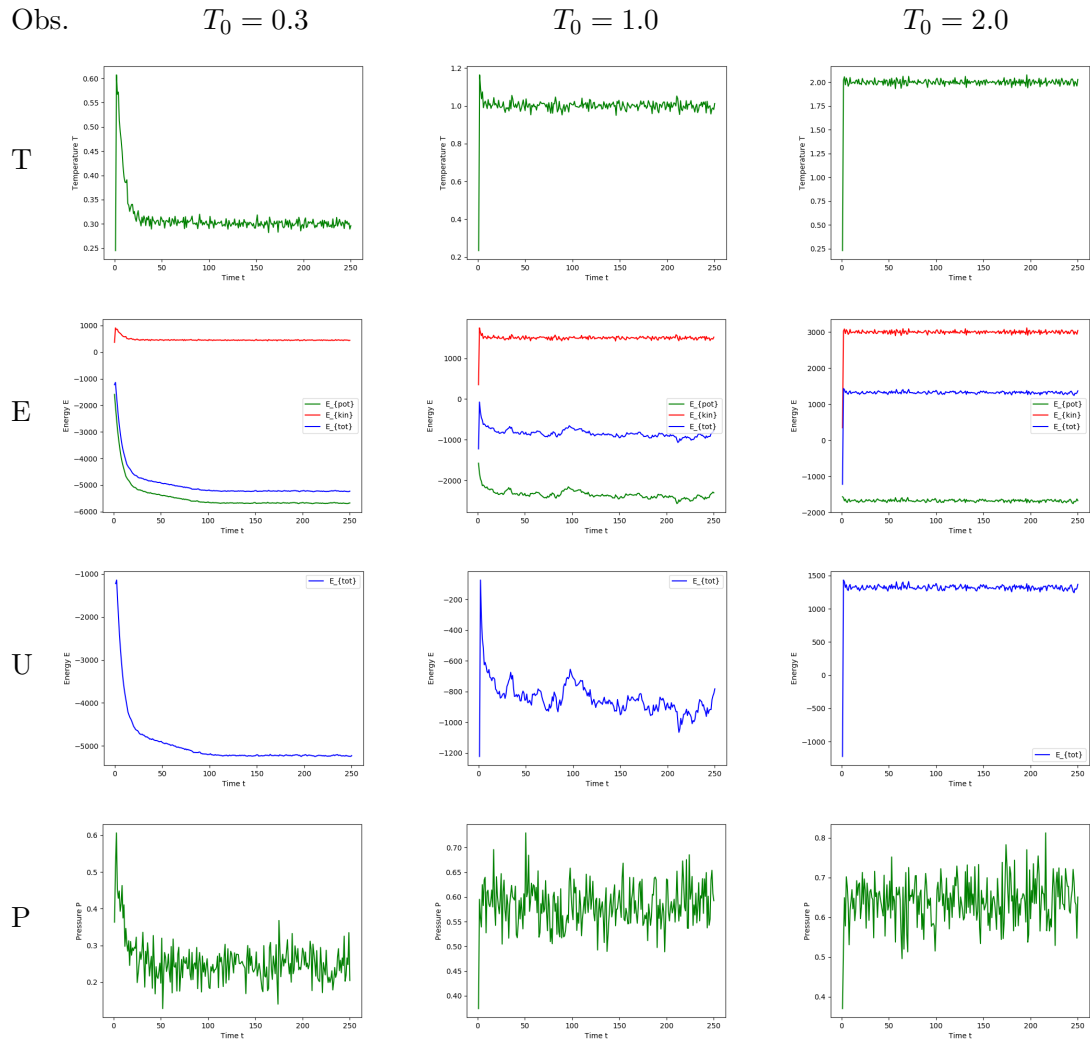 Obs. T₀ = 0.3 T₀ = 1.0 T₀ = 2.0
T
Temperature T
0.60
0.55
0.50
0.45
0.40
0.35
0.30
0.25
0 50 100 150 200 250
Time t
Temperature T
1.2
1.0
0.8
0.6
0.4
0.2
0 50 100 150 200 250
Time t
Temperature T
2.00
1.75
1.50
1.25
1.00
0.75
0.50
0.25
0 50 100 150 200 250
Time t
E
Energy E
1000
0
−1000
−2000
−3000
−4000
−5000
−6000
E_{pot}
E_{kin}
E_{tot}
0 50 100 150 200 250
Time t
Energy E
1000
0
−1000
−2000
E_{pot}
E_{kin}
E_{tot}
0 50 100 150 200 250
Time t
Energy E
3000
2000
1000
0
−1000
−2000
E_{pot}
E_{kin}
E_{tot}
0 50 100 150 200 250
Time t
U
Energy E
−1000
−2000
−3000
−4000
−5000
E_{tot}
0 50 100 150 200 250
Time t
Energy E
−200
−400
−600
−800
−1000
−1200
E_{tot}
0 50 100 150 200 250
Time t
Energy E
1500
1000
500
0
−500
−1000
E_{tot}
0 50 100 150 200 250
Time t
P
Pressure P
0.6
0.5
0.4
0.3
0.2
0 50 100 150 200 250
Time t
Pressure P
0.70
0.65
0.60
0.55
0.50
0.45
0.40
0 50 100 150 200 250
Time t
Pressure P
0.8
0.7
0.6
0.5
0.4
0 50 100 150 200 250
Time t